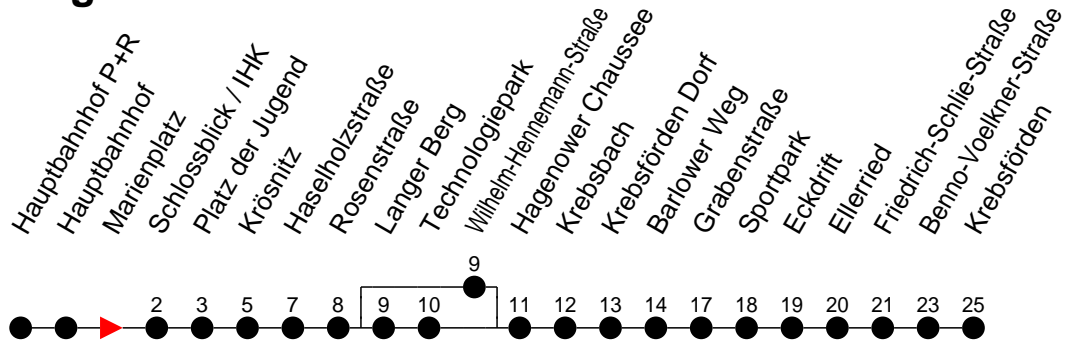 Hauptbahnhof P+R
Hauptbahnhof
Marienplatz
Schlossblick / IHK
Platz der Jugend
Krösnitz
Haselholzstraße
Rosenstraße
Langer Berg
Technologiepark
Wilhelm-Hennemann-Straße
Hagenower Chaussee
Krebsbach
Krebsförden Dorf
Barlower Weg
Grabenstraße
Sportpark
Eckdrift
Ellerried
Friedrich-Schlie-Straße
Benno-Voelkner-Straße
Krebsförden
9
2 3 5 7 8 9 10 11 12 13 14 17 18 19 20 21 23 25